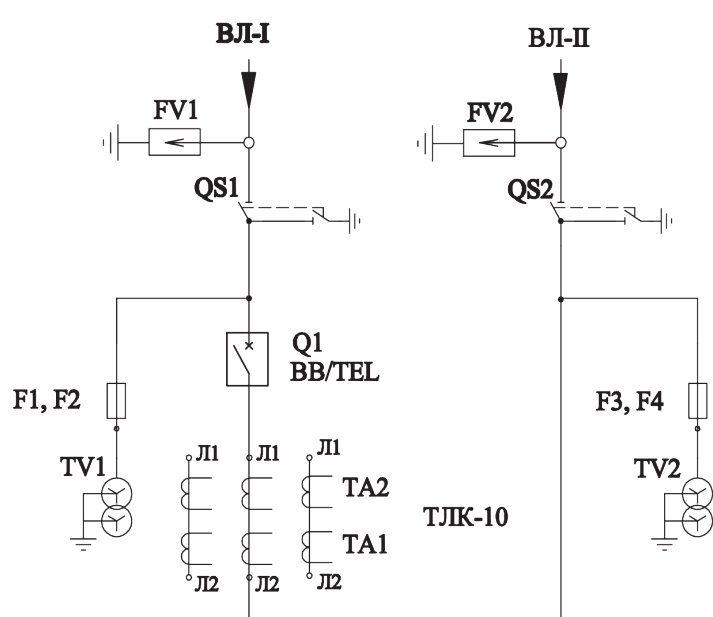 ВЛ-I
ВЛ-II
FV1
FV2
QS1
QS2
Q1
BB/TEL
F1, F2
F3, F4
TV1
Л1
Л1
Л1
TV2
TA2
ТЛК-10
TA1
Л2
Л2
Л2